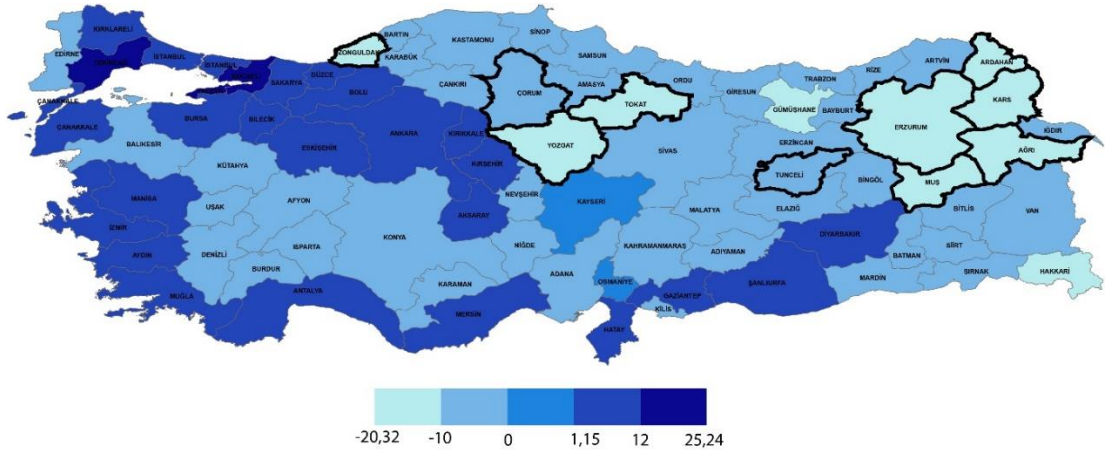 KIRKLARELİ
EDİRNE
İSTANBUL
İSTANBUL
SAKARYA
DÜZCE
BOLU
ZONGULDAK
BARTIN
KARABÜK
KASTAMONU
SİNOP
SAMSUN
ÇANKIRI
ÇORUM
AMASYA
TOKAT
ORDU
GİRESUN
TRABZON
RİZE
ARTVİN
ARDAHAN
GÜMÜŞHANE
BAYBURT
KARS
ERZURUM
IĞDIR
AĞRI
ÇANAKKALE
ÇANAKKALE
BURSA
BİLECİK
BALIKESİR
ESKİŞEHİR
ANKARA
KIRIKKALE
KIRŞEHİR
YOZGAT
SİVAS
ERZİNCAN
TUNCELİ
BİNGÖL
MUŞ
BİTLİS
VAN
KÜTAHYA
MANİSA
UŞAK
AFYON
İZMİR
AYDIN
DENİZLİ
ISPARTA
BURDUR
MUĞLA
ANTALYA
KONYA
AKSARAY
NEVŞEHİR
KAYSERİ
NİĞDE
KARAMAN
MERSİN
ADANA
KAHRAMANMARAŞ
MALATYA
ELAZIĞ
ADIYAMAN
DİYARBAKIR
BATMAN
SİİRT
MARDİN
ŞIRNAK
HAKKARİ
OSMANİYE
GAZİANTEP
KİLİS
ŞANLIURFA
HATAY
-20,32 -10 0 1,15 12 25,24